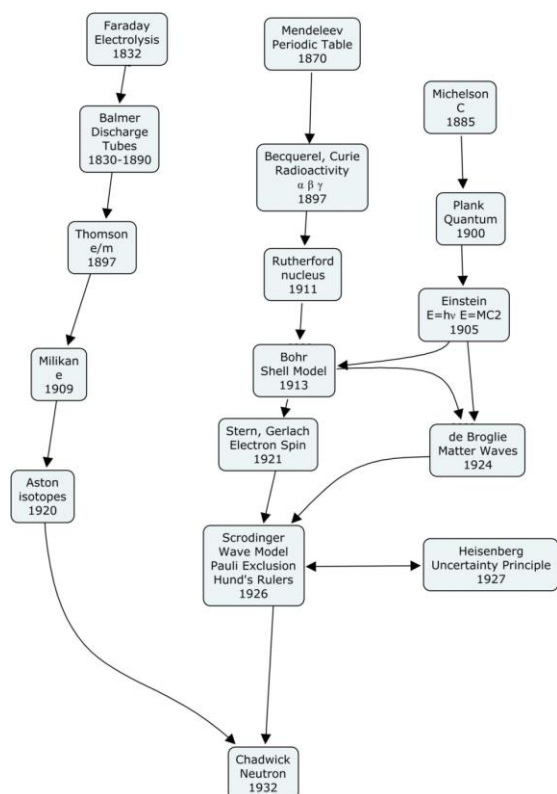 Faraday
Electrolysis
1832
Mendeleev
Periodic Table
1870
Michelson
C
1885
Balmer
Discharge
Tubes
1830-1890
Becquerel, Curie
Radioactivity
α β γ
1897
Plank
Quantum
1900
Thomson
e/m
1897
Rutherford
nucleus
1911
Einstein
E=hν E=MC2
1905
Milikan
e
1909
Bohr
Shell Model
1913
Stern, Gerlach
Electron Spin
1921
de Broglie
Matter Waves
1924
Aston
isotopes
1920
Scrodinger
Wave Model
Pauli Exclusion
Hund's Rulers
1926
Heisenberg
Uncertainty Principle
1927
Chadwick
Neutron
1932